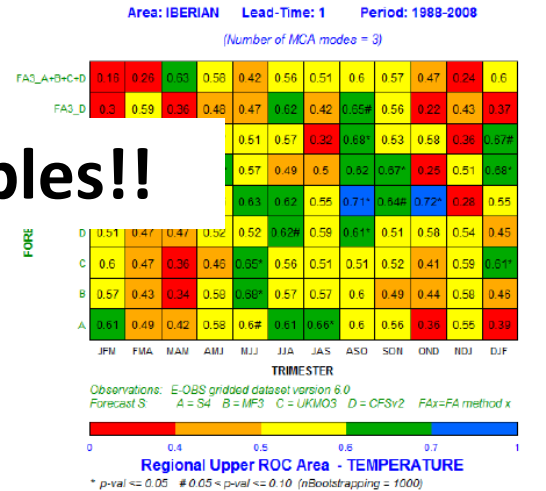 Area: IBERIAN Lead-Time: 1 Period: 1988-2008
(Number of MCA modes = 3)
FA3_A+B+C+D 0.16 0.26 0.63 0.58 0.42 0.56 0.51 0.6 0.57 0.47 0.24 0.6
FA3_D 0.3 0.59 0.36 0.48 0.47 0.62 0.42 0.65# 0.56 0.22 0.43 0.37
0.51 0.57 0.32 0.68* 0.53 0.58 0.36 0.67#
ples!! 0.57 0.49 0.5 0.62 0.67* 0.25 0.51 0.68*
0.63 0.62 0.55 0.71* 0.64# 0.72* 0.28 0.55
FORE
D 0.51 0.47 0.47 0.52 0.52 0.62# 0.59 0.61* 0.51 0.58 0.54 0.45
C 0.6 0.47 0.36 0.46 0.65* 0.56 0.51 0.51 0.52 0.41 0.59 0.61*
B 0.57 0.43 0.34 0.58 0.68* 0.57 0.57 0.6 0.49 0.44 0.58 0.46
A 0.61 0.49 0.42 0.58 0.6# 0.61 0.66* 0.6 0.56 0.36 0.55 0.39
JFM FMA MAM AMJ MJJ JJA JAS ASO SON OND NDJ DJF
TRIMESTER
Observations: E-OBS gridded dataset version 6.0
Forecast S: A = S4 B = MF3 C = UKMO3 D = CFSv2 FAx=FA method x
0 0.4 0.5 0.6 0.7 1
Regional Upper ROC Area - TEMPERATURE
* p-val <= 0.05 # 0.05 < p-val <= 0.10 (nBootstrapping = 1000)